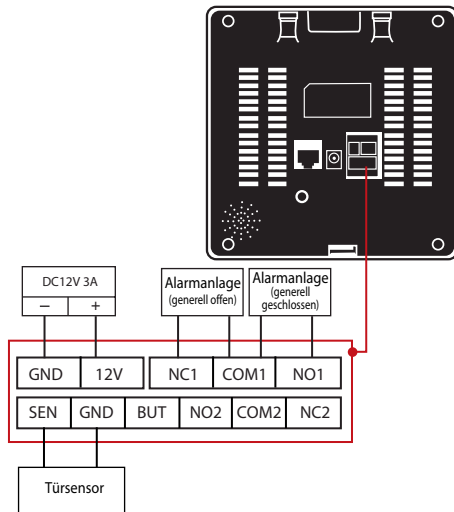 DC12V 3A
— +
Alarmanlage
(generell offen)
Alarmanlage
(generell
geschlossen)
GND 12V NC1 COM1 NO1
SEN GND BUT NO2 COM2 NC2
Türsensor